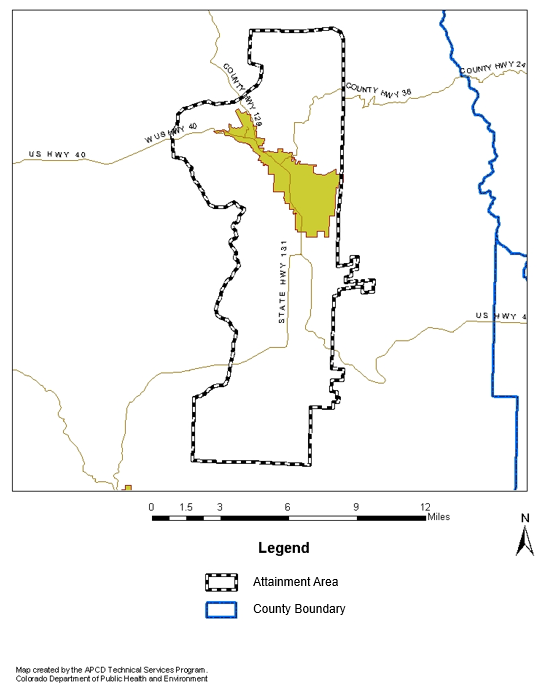 COUNTY HWY 129
COUNTY HWY 24
COUNTY HWY 38
W US HWY 40
US HWY 40
STATE HWY 131
US HWY 4
0 1.5 3 6 9 12
Miles
N
Legend
Attainment Area
County Boundary
Map created by the APCD Technical Services Program.
Colorado Department of Public Health and Environment